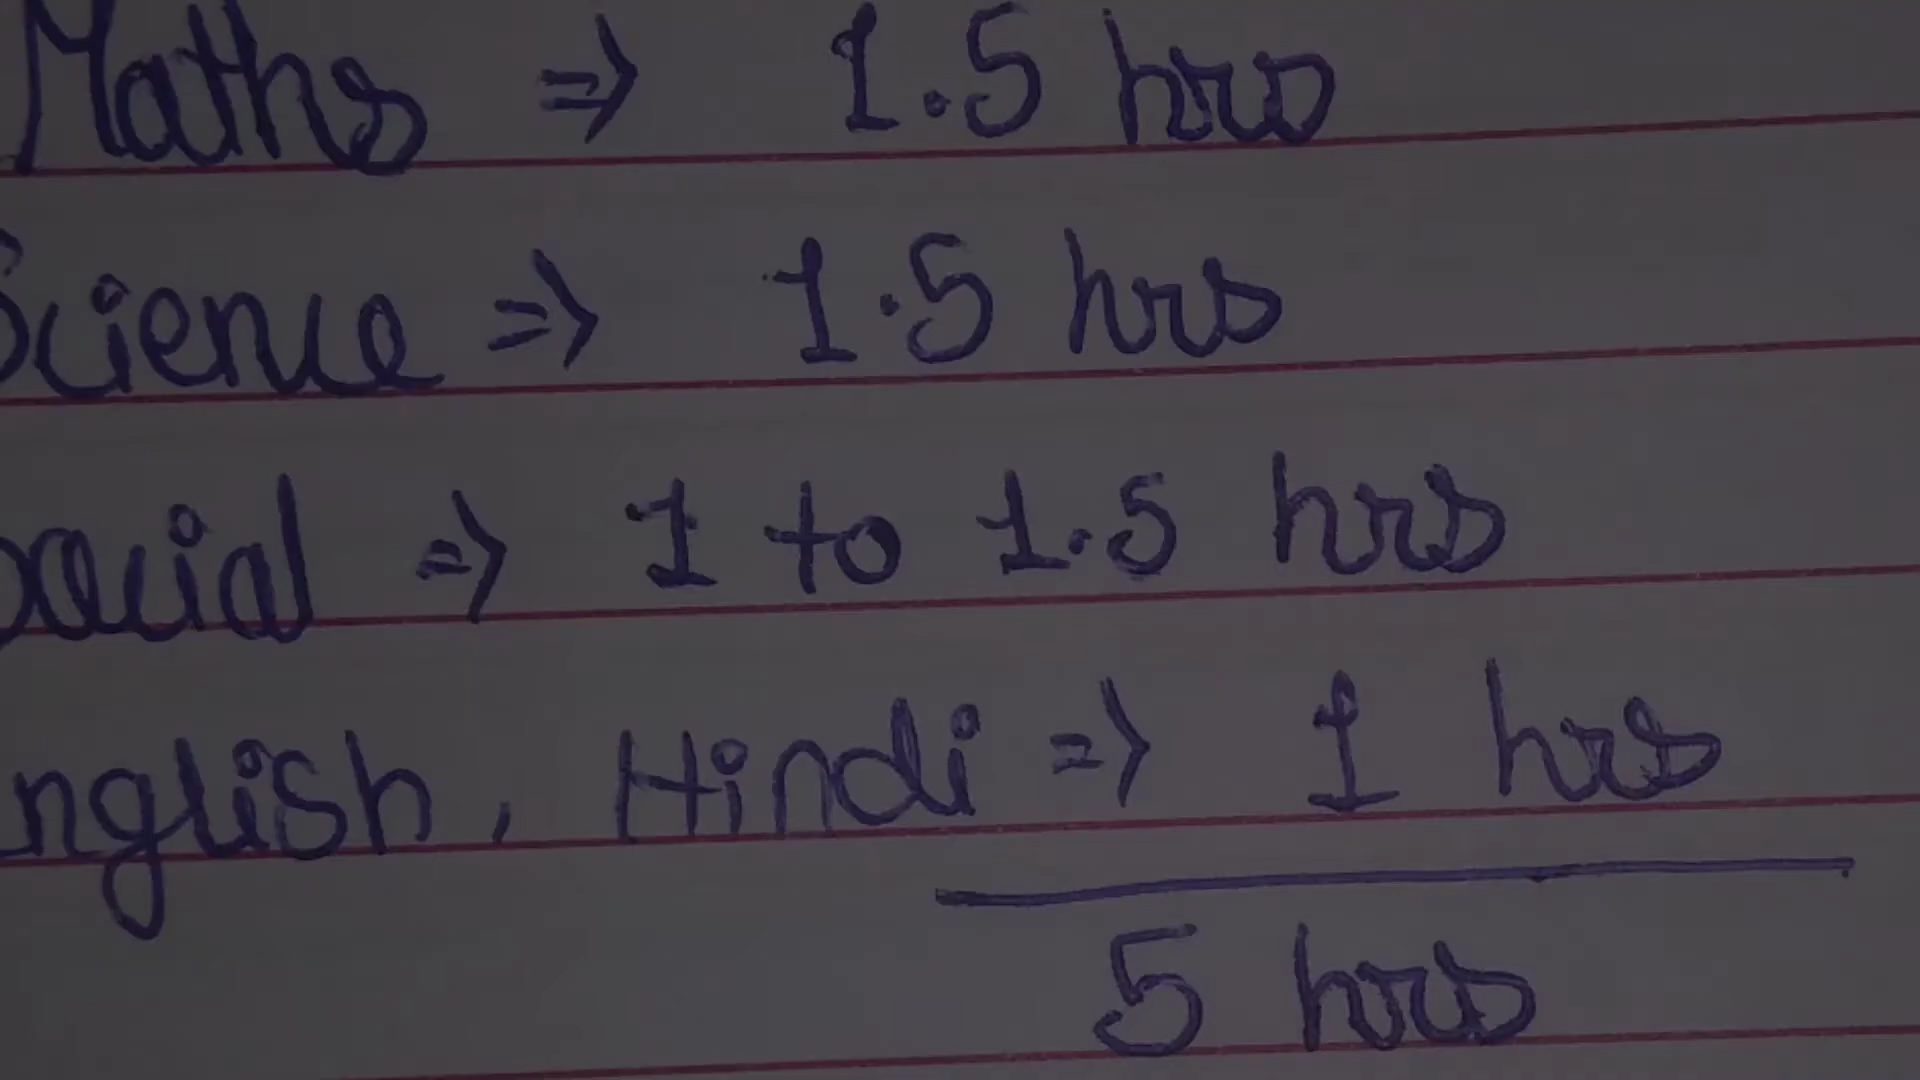 Maths => 1.5 hrs
Science => 1.5 hrs
Social => 1 to 1.5 hrs
English, Hindi => 1 hrs
5 hrs